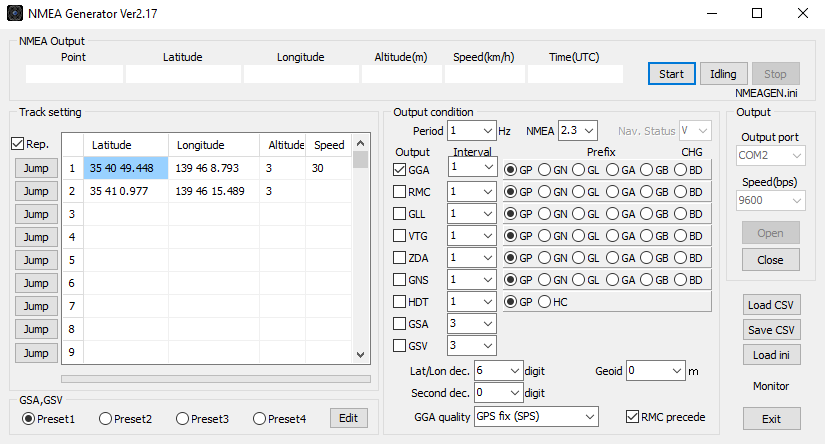 NMEA Generator Ver2.17
NMEA Output
Point Latitude Longitude Altitude(m) Speed(km/h) Time(UTC)
Start Idling Stop
NMEAGEN.ini
Track setting
Rep.
Latitude Longitude Altitude Speed
Jump 1 35 40 49.448 139 46 8.793 3 30
Jump 2 35 41 0.977 139 46 15.489 3
Jump 3
Jump 4
Jump 5
Jump 6
Jump 7
Jump 8
Jump 9
GSA,GSV
Preset1 Preset2 Preset3 Preset4 Edit
Output condition
Period 1 Hz NMEA 2.3 Nav. Status V
Output Interval Prefix CHG
GGA 1 GP GN GL GA GB BD
RMC 1 GP GN GL GA GB BD
GLL 1 GP GN GL GA GB BD
VTG 1 GP GN GL GA GB BD
ZDA 1 GP GN GL GA GB BD
GNS 1 GP GN GL GA GB BD
HDT 1 GP HC
GSA 3
GSV 3
Lat/Lon dec. 6 digit Geoid 0 m
Second dec. 0 digit
GGA quality GPS fix (SPS) RMC precede
Output
Output port
COM2
Speed(bps)
9600
Open
Close
Load CSV
Save CSV
Load ini
Monitor
Exit